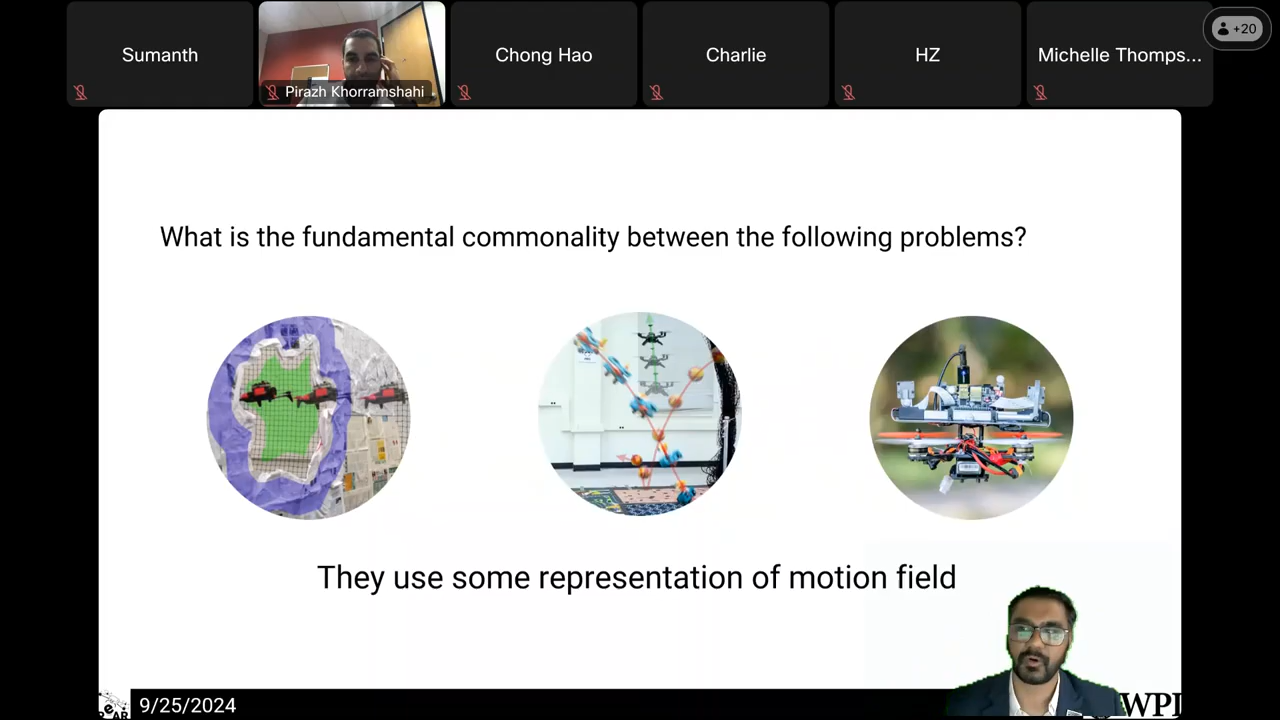 Sumanth
Pirazh Khorramshahi
Chong Hao
Charlie
HZ
Michelle Thomps...
+20
What is the fundamental commonality between the following problems?
They use some representation of motion field
9/25/2024
WPI